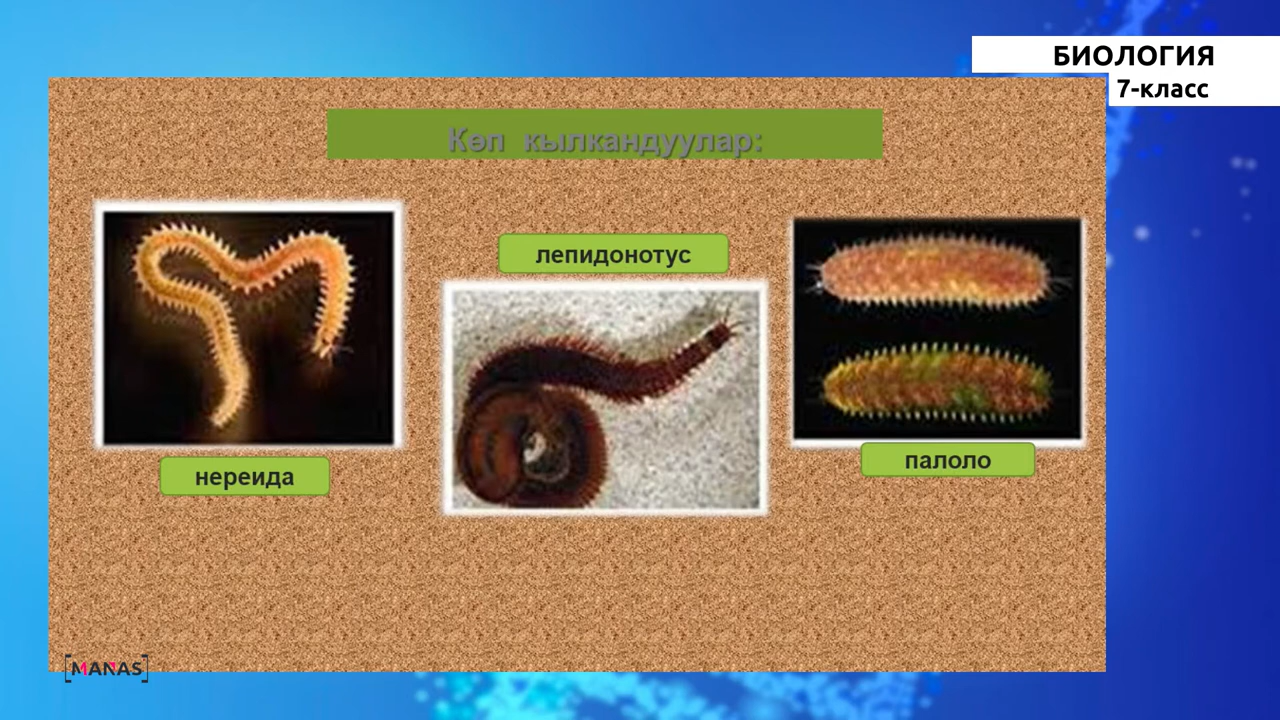 БИОЛОГИЯ
7-класс
Көп кылкандуулар:
лепидонотус
нереида
палоло
[MANAS]